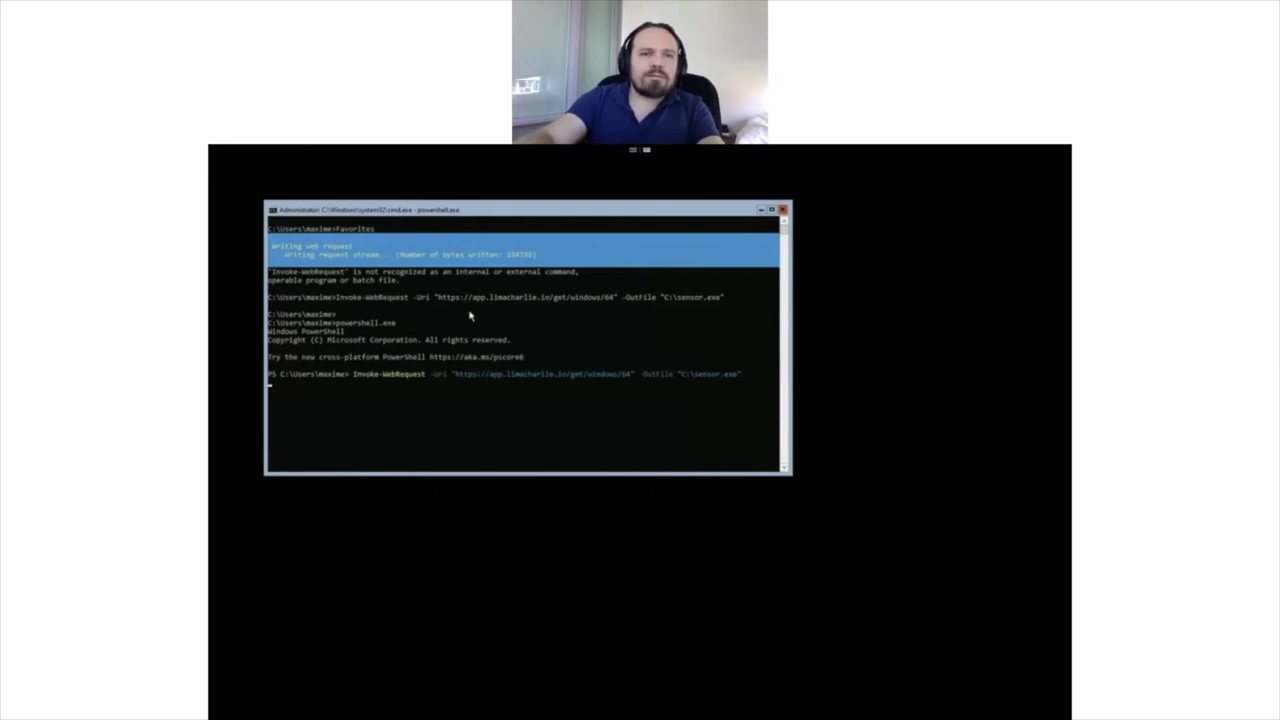 Administrator: C:\Windows\system32\cmd.exe - powershell.exe
C:\Users\maxime>Favorites
Writing web request
Writing request stream... (Number of bytes written:
'Invoke-WebRequest' is not recognized as an internal or external command,
operable program or batch file.
C:\Users\maxime>Invoke-WebRequest -Uri "https://app.limacharlie.io/get/windows/64" -OutFile "C:\sensor.exe"
C:\Users\maxime>
C:\Users\maxime>powershell.exe
Windows PowerShell
Copyright (C) Microsoft Corporation. All rights reserved.
Try the new cross-platform PowerShell https://aka.ms/pscore6
PS C:\Users\maxime> Invoke-WebRequest -Uri "https://app.limacharlie.io/get/windows/64" -OutFile "C:\sensor.exe"